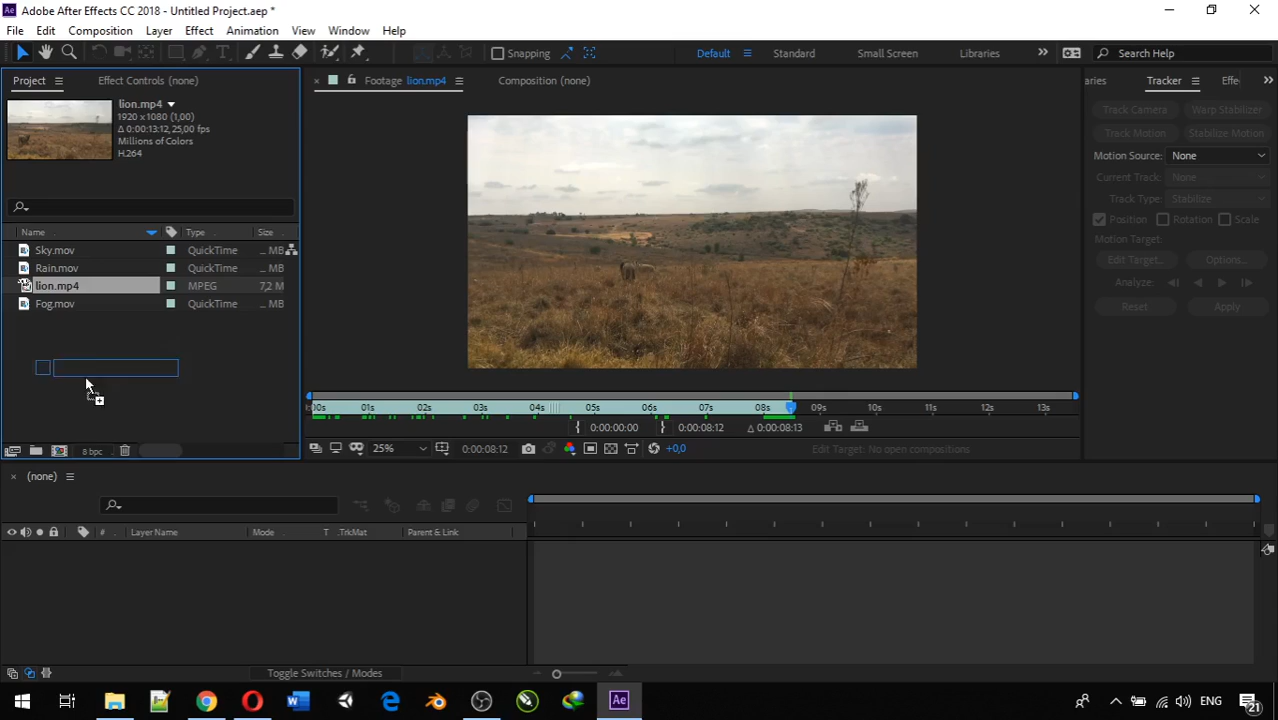 Adobe After Effects CC 2018 - Untitled Project.aep *
File Edit Composition Layer Effect Animation View Window Help
Snapping Default Standard Small Screen Libraries Search Help
Project Effect Controls (none)
Footage lion.mp4 Composition (none)
aries Tracker Effe
lion.mp4
1920 x 1080 (1,00)
Δ 0:00:13:12, 25,00 fps
Millions of Colors
H.264
Name Type Size
Sky.mov QuickTime ... MB
Rain.mov QuickTime ... MB
lion.mp4 MPEG 7,2 M
Fog.mov QuickTime ... MB
8 bpc
:00s 01s 02s 03s 04s 05s 06s 07s 08s 09s 10s 11s 12s 13s
0:00:00:00 0:00:08:12 Δ 0:00:08:13
25% 0:00:08:12 +0,0 Edit Target: No open compositions
Track Camera Warp Stabilizer
Track Motion Stabilize Motion
Motion Source: None
Current Track: None
Track Type: Stabilize
Position Rotation Scale
Motion Target:
Edit Target... Options...
Analyze:
Reset Apply
(none)
# Layer Name Mode T .TrkMat Parent & Link
Toggle Switches / Modes
Ae ENG 21